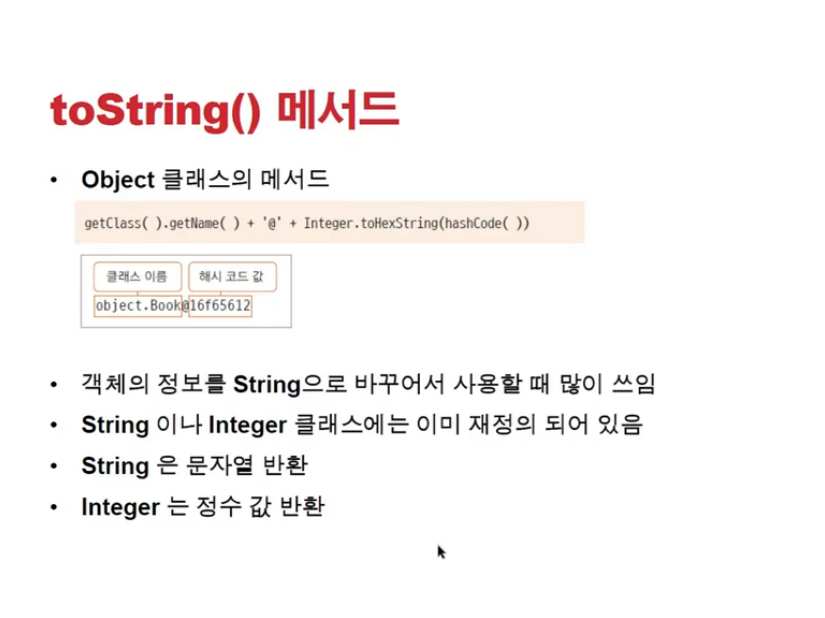 toString() 메서드
• Object 클래스의 메서드
getClass( ).getName( ) + '@' + Integer.toHexString(hashCode( ))
클래스 이름 해시 코드 값
object.Book@16f65612
• 객체의 정보를 String으로 바꾸어서 사용할 때 많이 쓰임
• String 이나 Integer 클래스에는 이미 재정의 되어 있음
• String 은 문자열 반환
• Integer 는 정수 값 반환